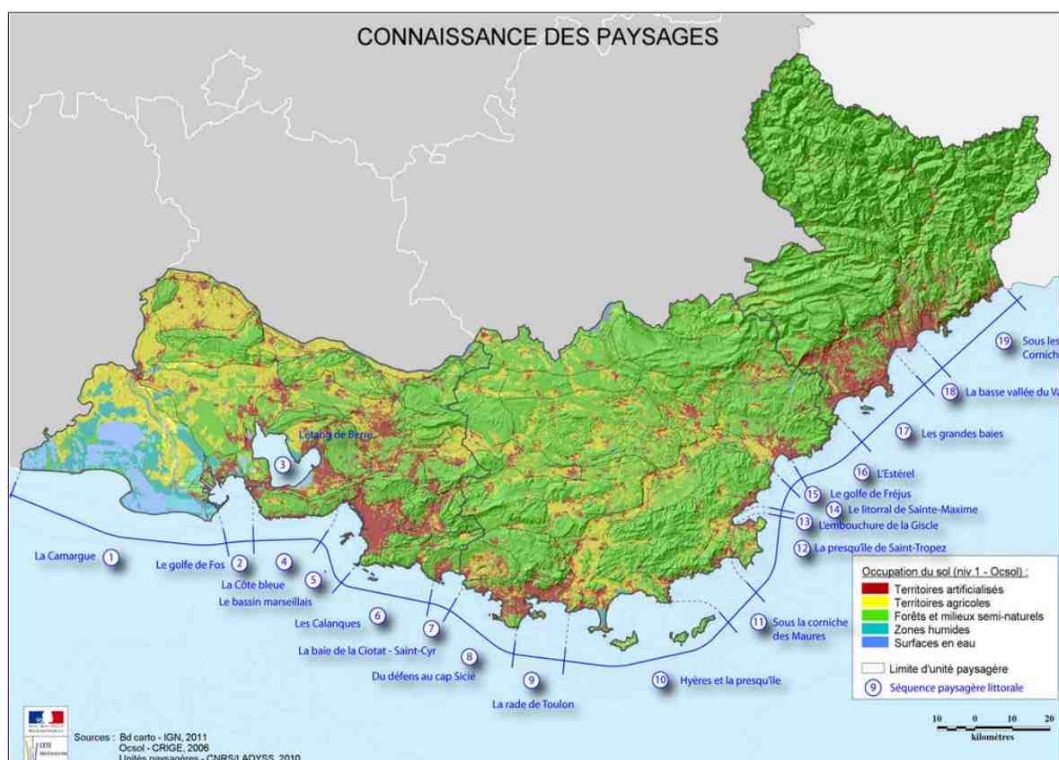 CONNAISSANCE DES PAYSAGES
L'étang de Berre
3
19
Sous les
Cornich
18
La basse vallée du Va
17
Les grandes baies
16
L'Estérel
15
Le golfe de Fréjus
14
Le litorral de Sainte-Maxime
13
L'embouchure de la Giscle
12
La presqu'île de Saint-Tropez
La Camargue
1
Le golfe de Fos
2
La Côte bleue
4
Le bassin marseillais
5
Les Calanques
6
La baie de la Ciotat - Saint-Cyr
7
Du défens au cap Sicié
8
La rade de Toulon
9
Hyères et la presqu'île
10
11
Sous la corniche
des Maures
Occupation du sol (niv.1 - Ocsol) :
Territoires artificialisés
Territoires agricoles
Forêts et milieux semi-naturels
Zones humides
Surfaces en eau
Limite d'unité paysagère
9 Séquence paysagère littorale
10 0 10 20
kilomètres
Sources : Bd carto - IGN, 2011
Ocsol - CRIGE, 2006
Unités paysagères - CNRS/LADYSS, 2010